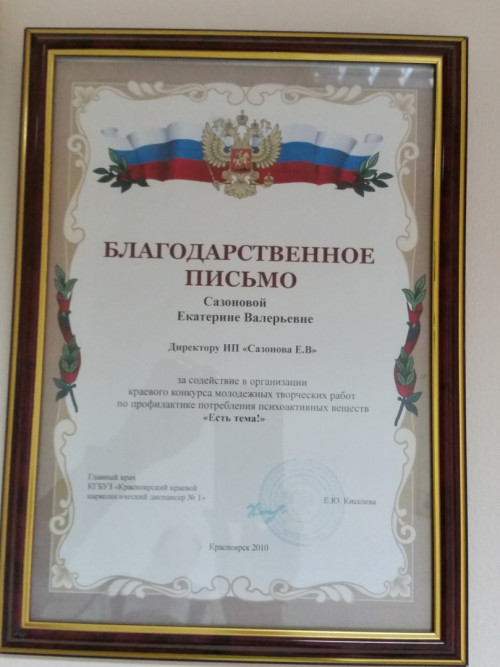 БЛАГОДАРСТВЕННОЕ
ПИСЬМО
Сазоновой
Екатерине Валерьевне
Директору ИП «Сазонова Е.В»
за содействие в организации
краевого конкурса молодежных творческих работ
по профилактике потребления психоактивных веществ
«Есть тема!»
Главный врач
КГБУЗ «Красноярский краевой
наркологический диспансер № 1»
Е.Ю. Киселева
Красноярск 2010